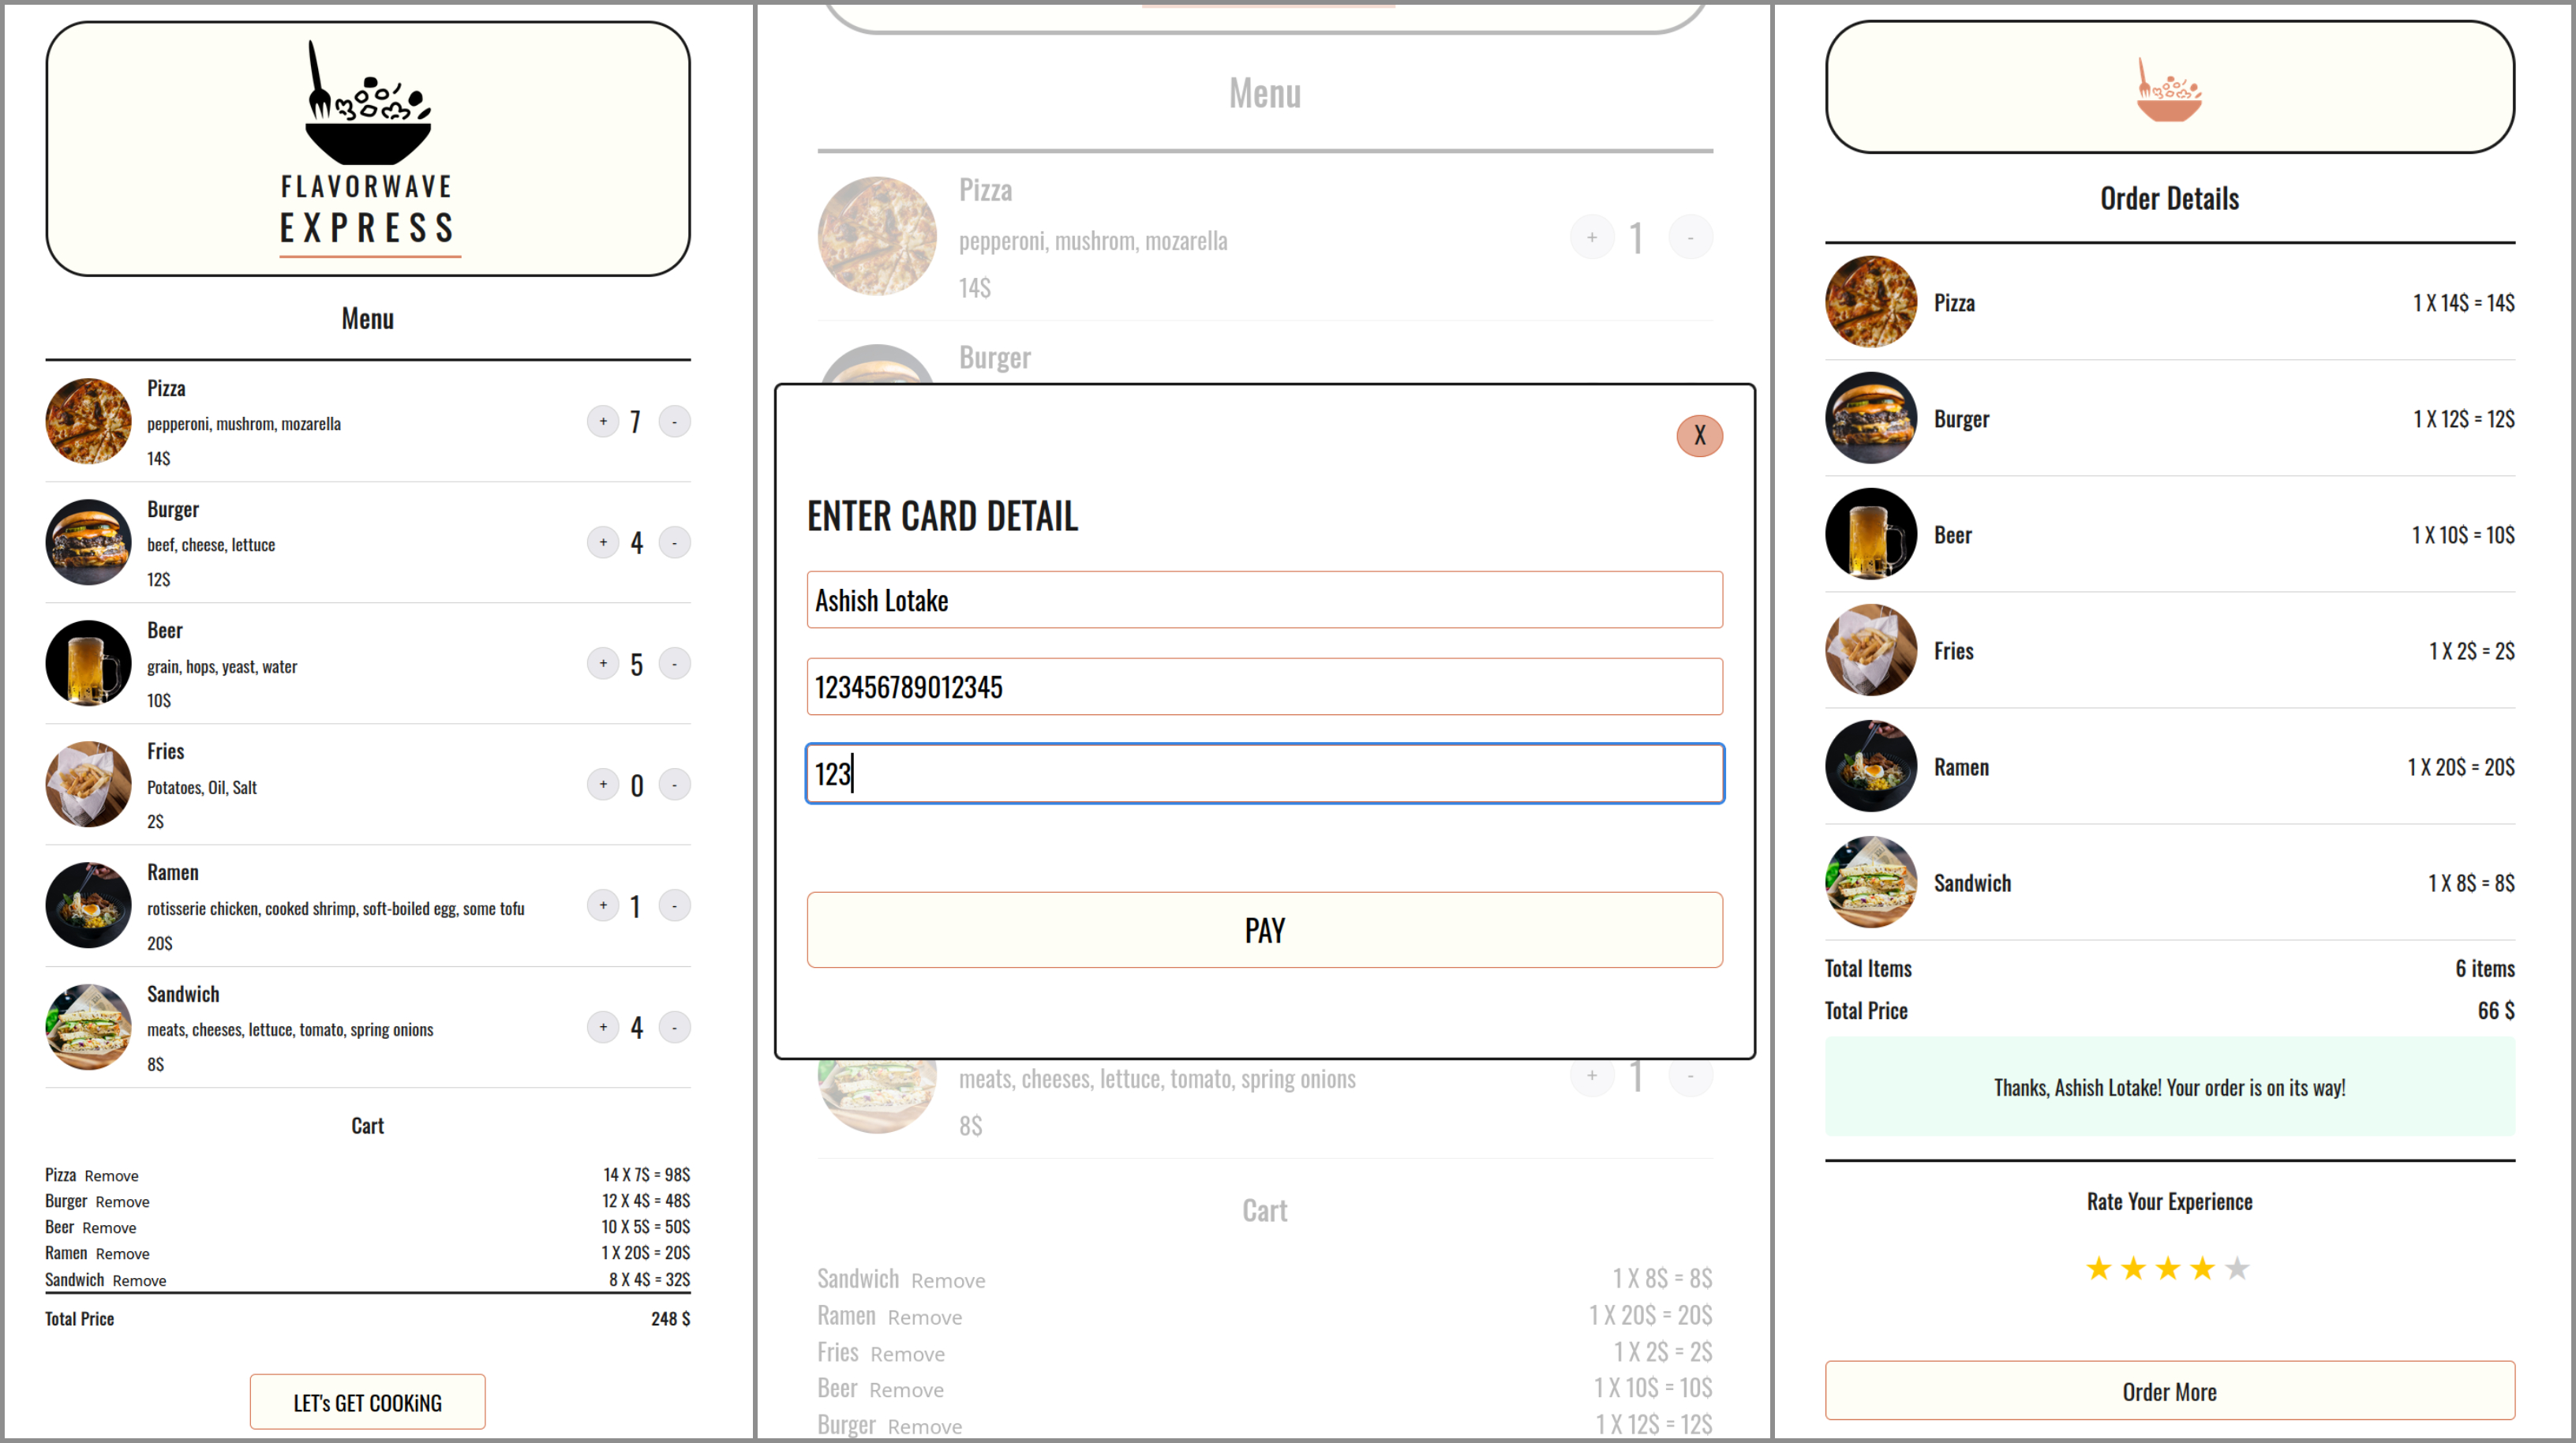 FLAVORWAVE
EXPRESS
Menu
Pizza
pepperoni, mushrom, mozarella
14$
+ 7 -
Burger
beef, cheese, lettuce
12$
+ 4 -
Beer
grain, hops, yeast, water
10$
+ 5 -
Fries
Potatoes, Oil, Salt
2$
+ 0 -
Ramen
rotisserie chicken, cooked shrimp, soft-boiled egg, some tofu
20$
+ 1 -
Sandwich
meats, cheeses, lettuce, tomato, spring onions
8$
+ 4 -
Cart
Pizza Remove 14 X 7$ = 98$
Burger Remove 12 X 4$ = 48$
Beer Remove 10 X 5$ = 50$
Ramen Remove 1 X 20$ = 20$
Sandwich Remove 8 X 4$ = 32$
Total Price 248 $
LET's GET COOKiNG
Menu
Pizza
pepperoni, mushrom, mozarella
14$
+ 1 -
Burger
X
ENTER CARD DETAIL
Ashish Lotake
123456789012345
123
PAY
meats, cheeses, lettuce, tomato, spring onions
+ 1 -
8$
Cart
Sandwich Remove 1 X 8$ = 8$
Ramen Remove 1 X 20$ = 20$
Fries Remove 1 X 2$ = 2$
Beer Remove 1 X 10$ = 10$
Burger Remove 1 X 12$ = 12$
Order Details
Pizza 1 X 14$ = 14$
Burger 1 X 12$ = 12$
Beer 1 X 10$ = 10$
Fries 1 X 2$ = 2$
Ramen 1 X 20$ = 20$
Sandwich 1 X 8$ = 8$
Total Items 6 items
Total Price 66 $
Thanks, Ashish Lotake! Your order is on its way!
Rate Your Experience
Order More